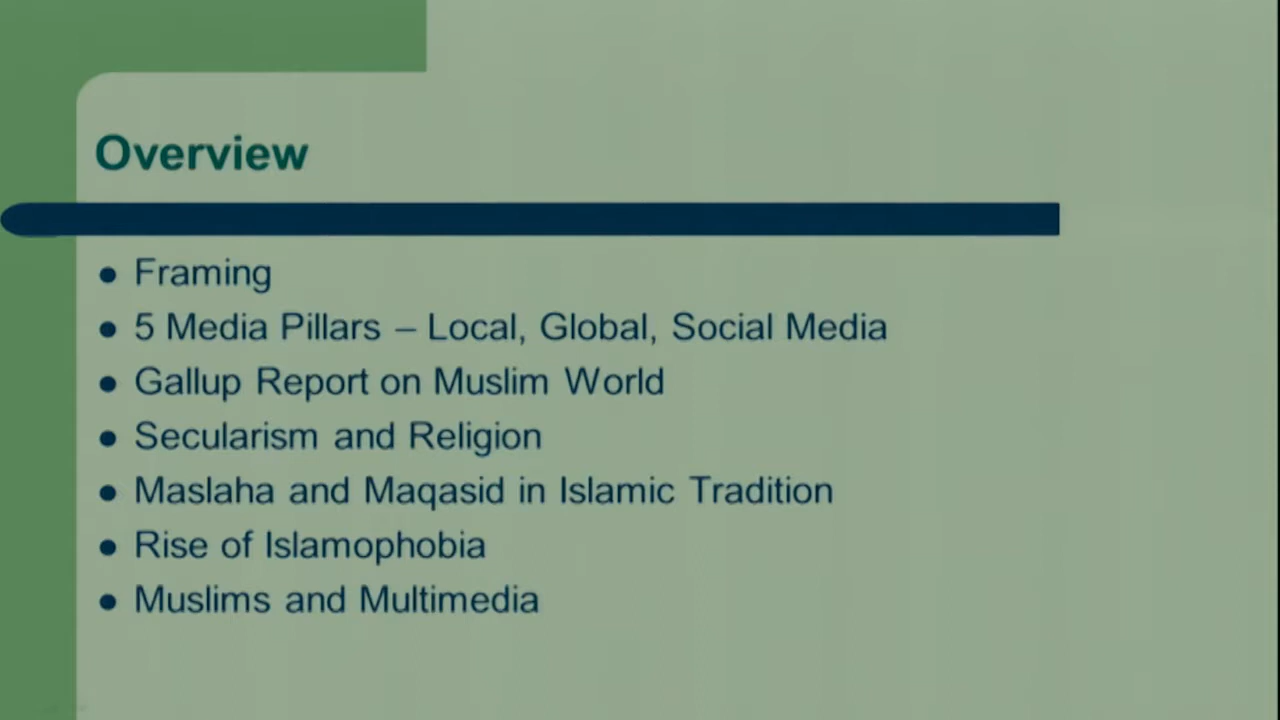 Overview
● Framing
● 5 Media Pillars – Local, Global, Social Media
● Gallup Report on Muslim World
● Secularism and Religion
● Maslaha and Maqasid in Islamic Tradition
● Rise of Islamophobia
● Muslims and Multimedia